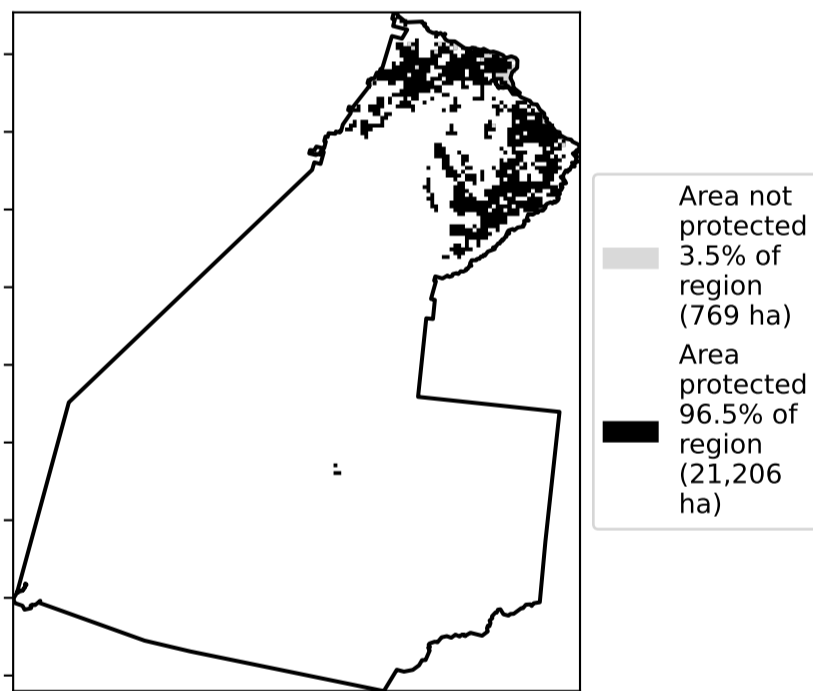 Area not
protected
3.5% of
region
(769 ha)
Area
protected
96.5% of
region
(21,206
ha)